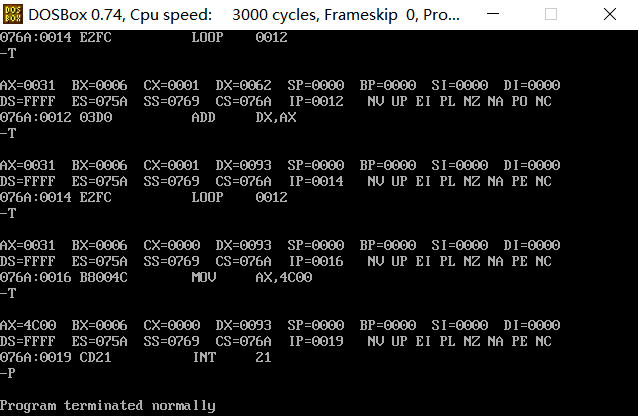 DOSBox 0.74, Cpu speed: 3000 cycles, Frameskip 0, Pro...
076A:0014 E2FC LOOP 0012
-T
AX=0031 BX=0006 CX=0001 DX=0062 SP=0000 BP=0000 SI=0000 DI=0000
DS=FFFF ES=075A SS=0769 CS=076A IP=0012 NV UP EI PL NZ NA PO NC
076A:0012 03D0 ADD DX,AX
-T
AX=0031 BX=0006 CX=0001 DX=0093 SP=0000 BP=0000 SI=0000 DI=0000
DS=FFFF ES=075A SS=0769 CS=076A IP=0014 NV UP EI PL NZ NA PE NC
076A:0014 E2FC LOOP 0012
-T
AX=0031 BX=0006 CX=0000 DX=0093 SP=0000 BP=0000 SI=0000 DI=0000
DS=FFFF ES=075A SS=0769 CS=076A IP=0016 NV UP EI PL NZ NA PE NC
076A:0016 B8004C MOV AX,4C00
-T
AX=4C00 BX=0006 CX=0000 DX=0093 SP=0000 BP=0000 SI=0000 DI=0000
DS=FFFF ES=075A SS=0769 CS=076A IP=0019 NV UP EI PL NZ NA PE NC
076A:0019 CD21 INT 21
-P
Program terminated normally